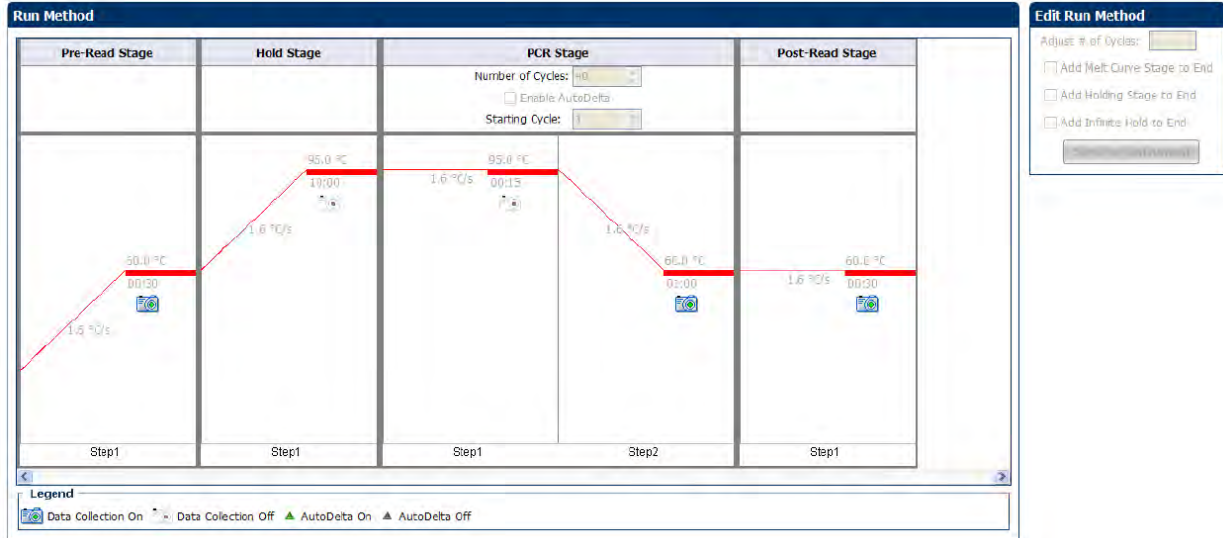 Run Method
Edit Run Method
Pre-Read Stage Hold Stage PCR Stage Post-Read Stage
Adjust # of Cycles:
Number of Cycles: 40
Add Melt Curve Stage to End
Enable AutoDelta
Add Holding Stage to End
Starting Cycle:
Add Infinite Hold to End
95.0 °C 95.0 °C
10:00 1.6 °C/s 00:15
1.6 °C/s 1.6 °C/s
60.0 °C 60.0 °C 60.0 °C
00:30 01:00 1.6 °C/s 00:30
1.6 °C/s
Step1 Step1 Step1 Step2 Step1
Legend
Data Collection On Data Collection Off AutoDelta On AutoDelta Off